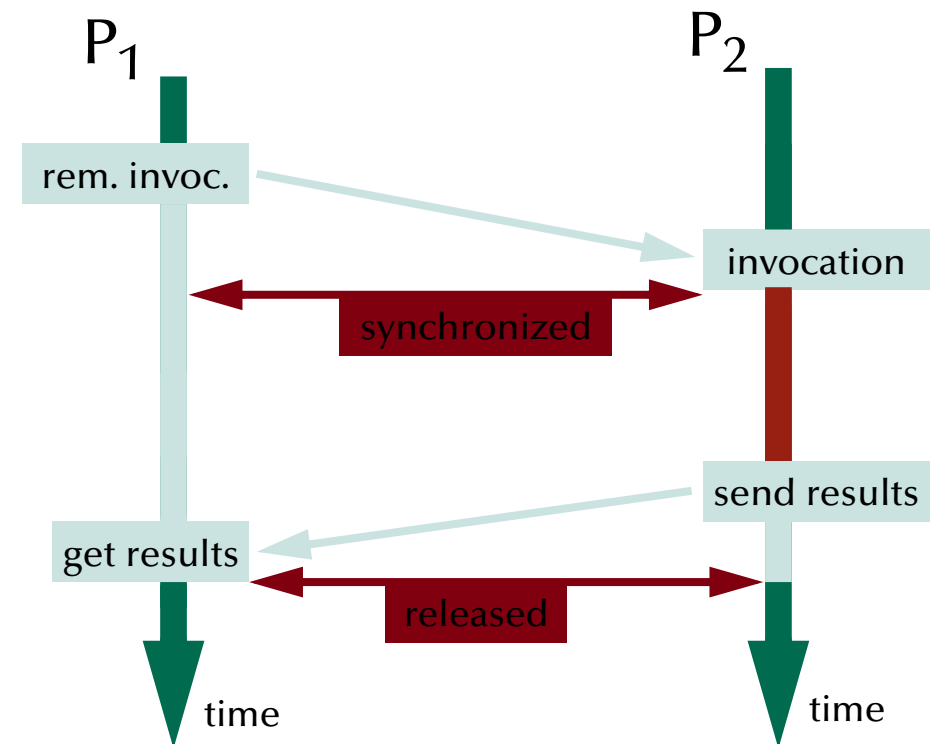 P1
P2
rem. invoc.
invocation
synchronized
send results
get results
released
time
time